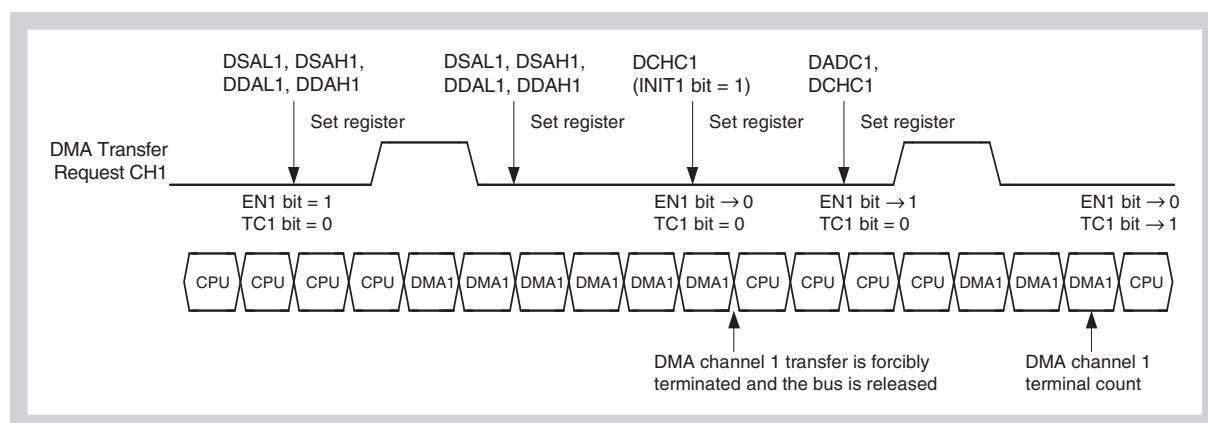 DSAL1, DSAH1,
DDAL1, DDAH1
DSAL1, DSAH1,
DDAL1, DDAH1
DCHC1
(INIT1 bit = 1)
DADC1,
DCHC1
Set register
Set register
Set register
Set register
DMA Transfer
Request CH1
EN1 bit = 1
TC1 bit = 0
EN1 bit → 0
TC1 bit = 0
EN1 bit → 1
TC1 bit = 0
EN1 bit → 0
TC1 bit → 1
CPU CPU CPU CPU DMA1 DMA1 DMA1 DMA1 DMA1 DMA1 CPU CPU CPU CPU DMA1 DMA1 DMA1 CPU
DMA channel 1 transfer is forcibly
terminated and the bus is released
DMA channel 1
terminal count